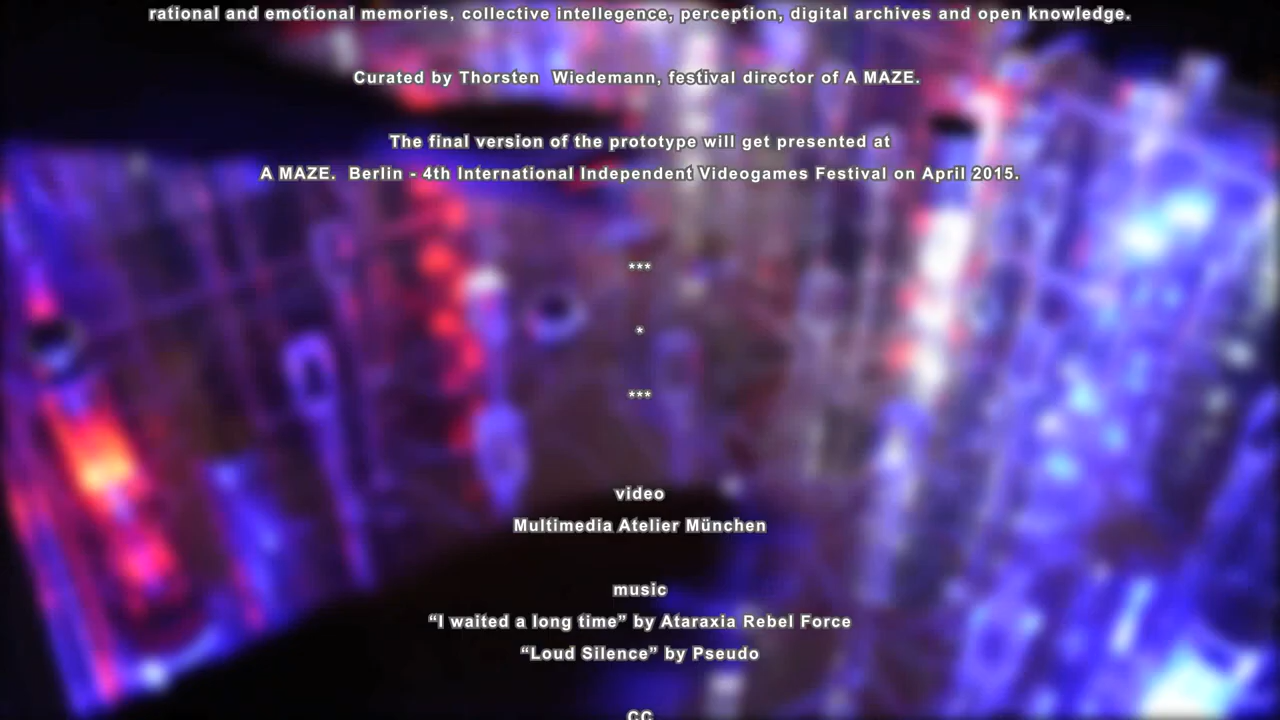 rational and emotional memories, collective intellegence, perception, digital archives and open knowledge.
Curated by Thorsten  Wiedemann, festival director of A MAZE.
The final version of the prototype will get presented at
A MAZE.  Berlin - 4th International Independent Videogames Festival on April 2015.
***
*
***
video
Multimedia Atelier München
music
“I waited a long time” by Ataraxia Rebel Force
“Loud Silence” by Pseudo
CC